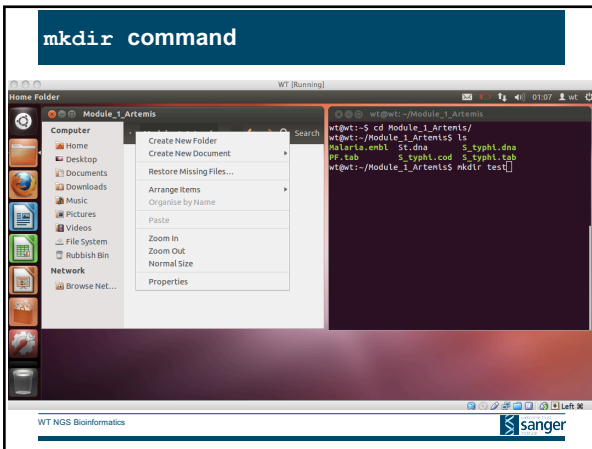 mkdir command
WT [Running]
Home Folder
01:07 wt
Module_1_Artemis
Search
Computer
Home
Desktop
Documents
Downloads
Music
Pictures
Videos
File System
Rubbish Bin
Network
Browse Net...
Create New Folder
Create New Document
Restore Missing Files...
Arrange Items
Organise by Name
Paste
Zoom In
Zoom Out
Normal Size
Properties
wt@wt: ~/Module_1_Artemis
wt@wt:~$ cd Module_1_Artemis/
wt@wt:~/Module_1_Artemis$ ls
Malaria.embl St.dna S_typhi.dna
PF.tab S_typhi.cod S_typhi.tab
wt@wt:~/Module_1_Artemis$ mkdir test
Left ⌘
WT NGS Bioinformatics
sanger